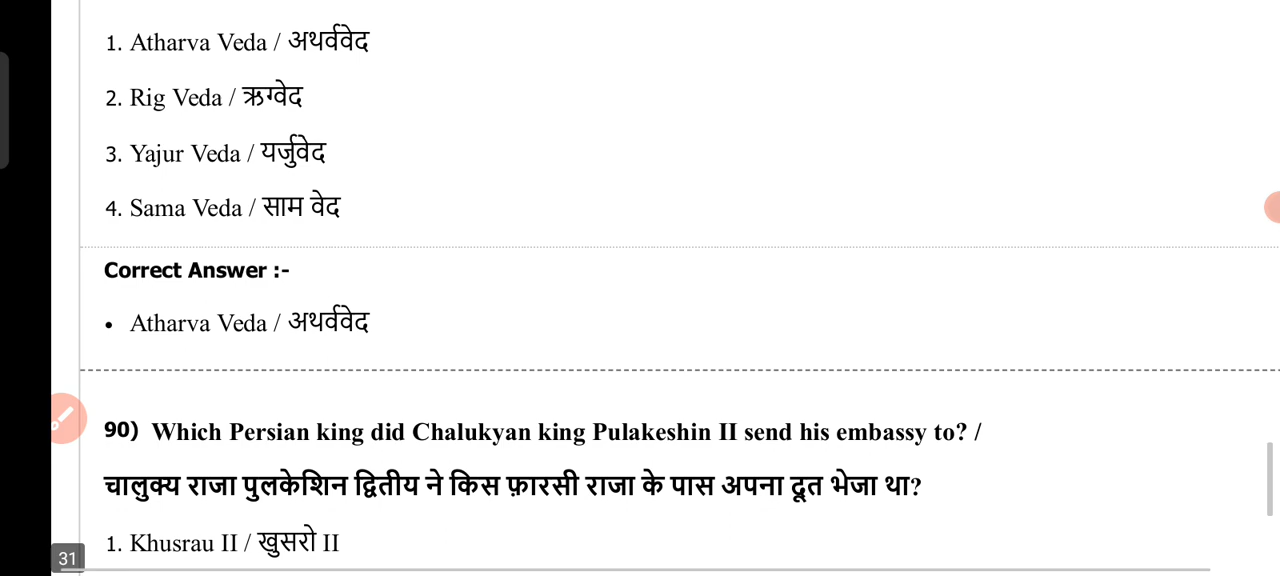 1. Atharva Veda / अथर्ववेद
2. Rig Veda / ऋग्वेद
3. Yajur Veda / यर्जुवेद
4. Sama Veda / साम वेद
Correct Answer :-
• Atharva Veda / अथर्ववेद
90) Which Persian king did Chalukyan king Pulakeshin II send his embassy to? /
चालुक्य राजा पुलकेशिन द्वितीय ने किस फ़ारसी राजा के पास अपना दूत भेजा था?
1. Khusrau II / खुसरो II
31